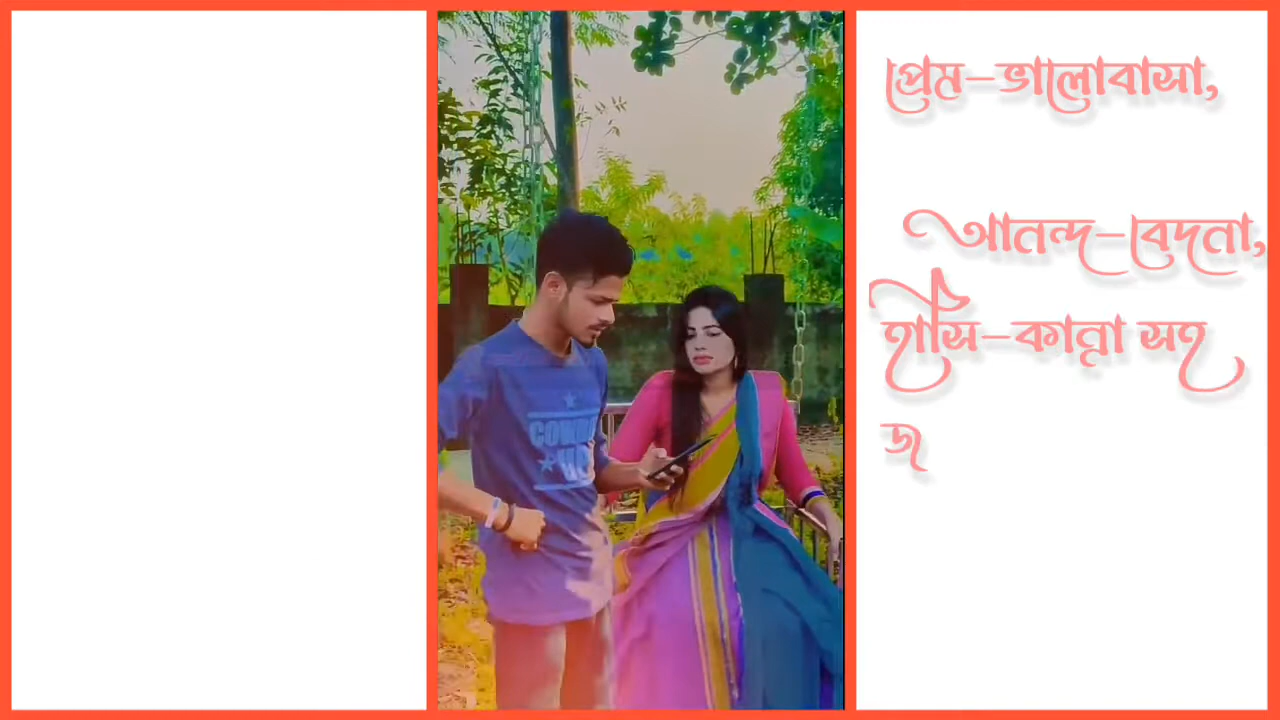 প্রেম-ভালোবাসা,
আনন্দ-বেদনা,
হাসি-কান্না সহ
জ